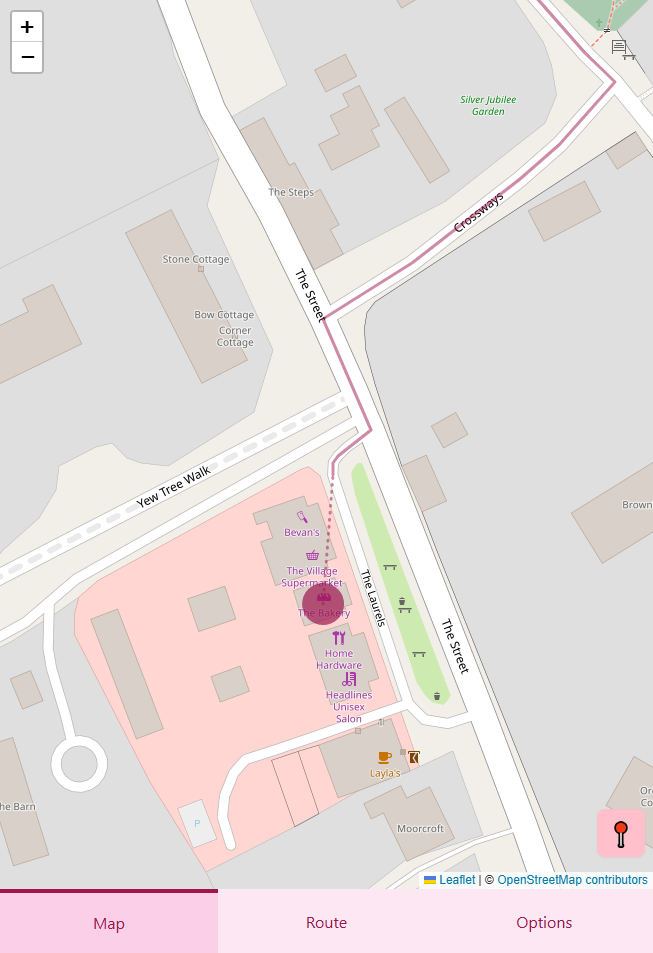 +
−
Silver Jubilee
Garden
The Steps
Crossways
Stone Cottage
The Street
Bow Cottage
Corner
Cottage
Yew Tree Walk
Brown
Bevan's
The Village
Supermarket
The Laurels
The Bakery
The Street
Home
Hardware
Headlines
Unisex
Salon
Layla's
he Barn
Or
Co
P
Moorcroft
Leaflet | © OpenStreetMap contributors
Map
Route
Options